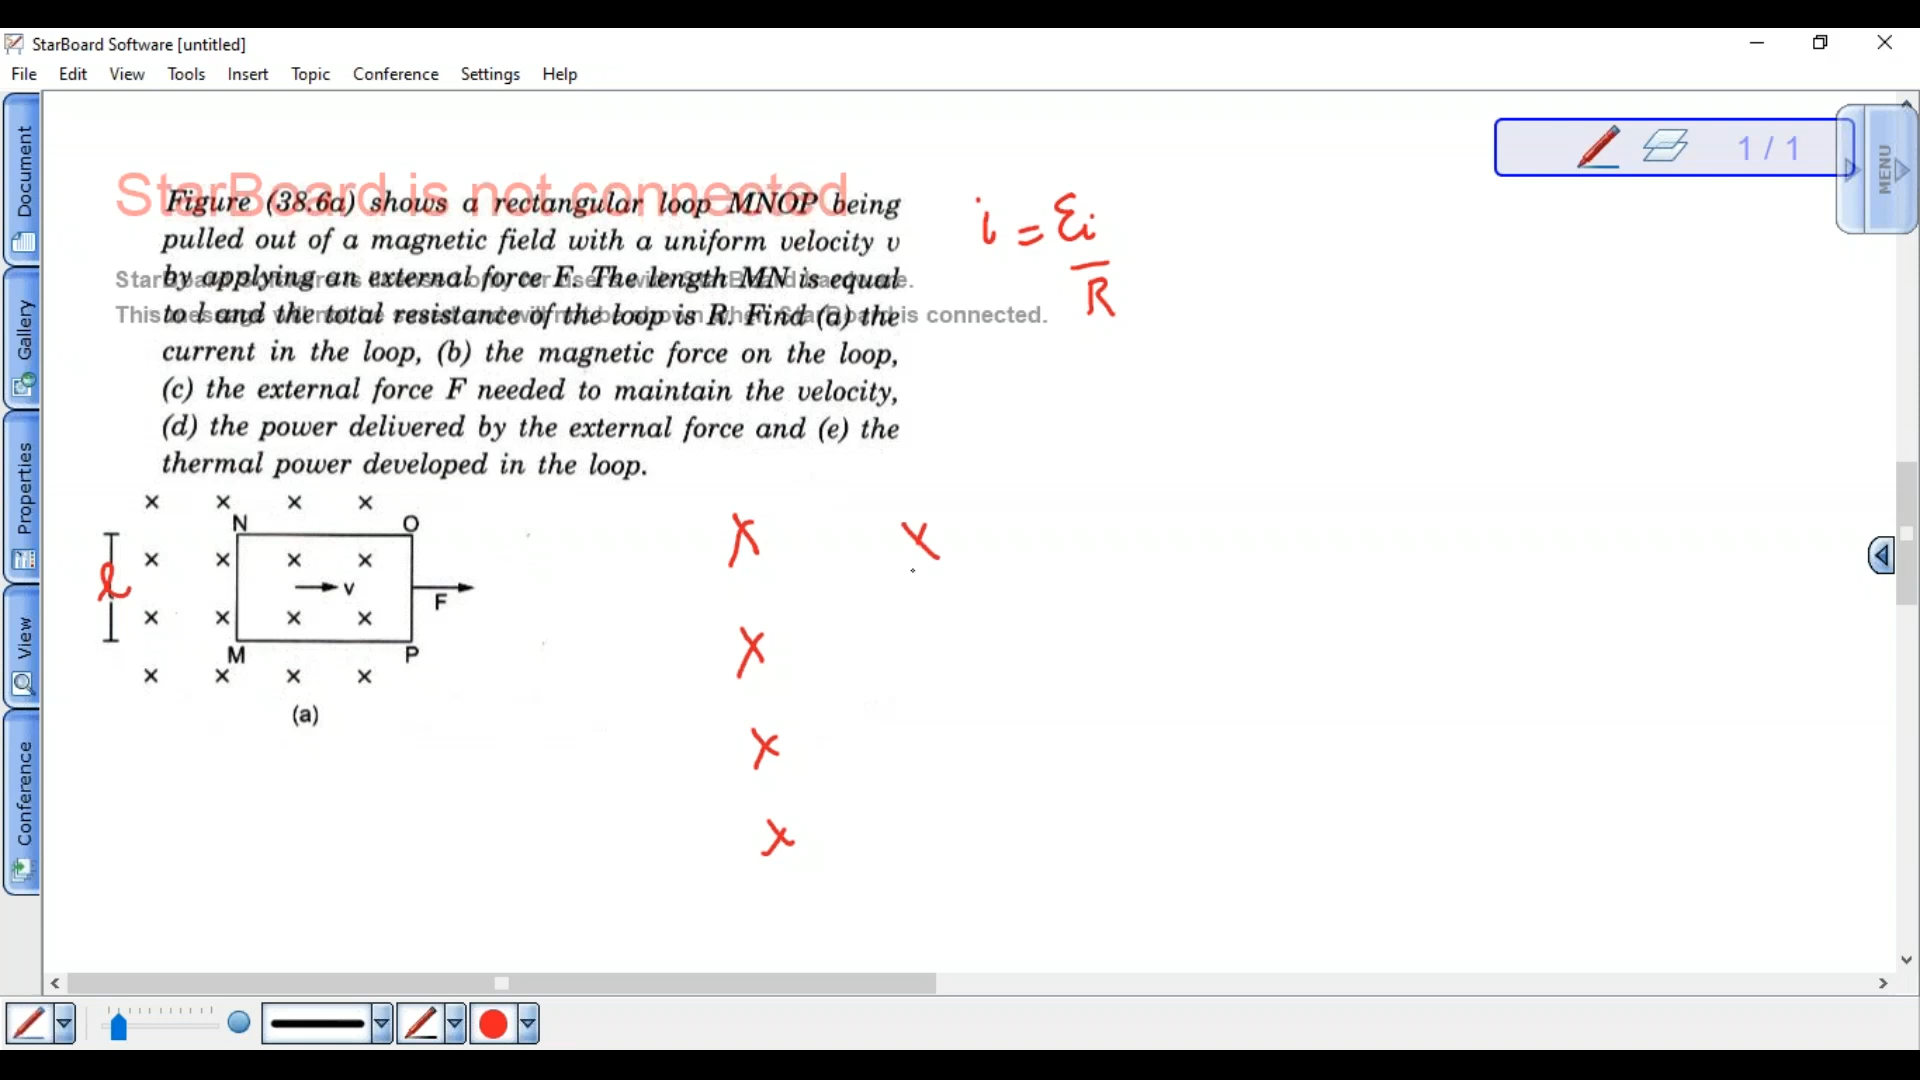 StarBoard Software [untitled]
File Edit View Tools Insert Topic Conference Settings Help
Document
Gallery
Properties
View
Conference
1 / 1
MENU
StarBoard is not connected
Figure (38.6a) shows a rectangular loop MNOP being
pulled out of a magnetic field with a uniform velocity v
by applying an external force F. The length MN is equal
to l and the total resistance of the loop is R. Find (a) the
current in the loop, (b) the magnetic force on the loop,
(c) the external force F needed to maintain the velocity,
(d) the power delivered by the external force and (e) the
thermal power developed in the loop.
is connected.
i = εi
R
× × × ×
N O
× × × ×
l
v
F
× × × ×
M P
× × × ×
(a)
x x
x
x
x